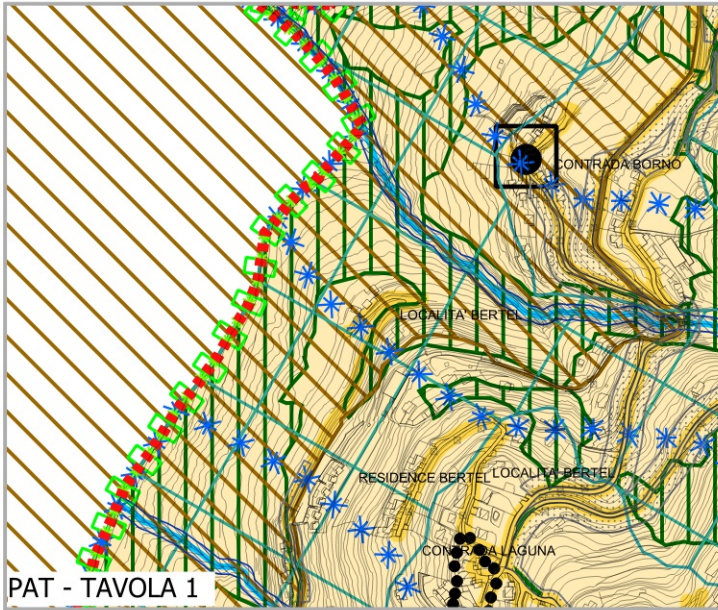 CONTRADA BORNO
LOCALITA' BERTEL
RESIDENCE BERTEL
LOCALITA' BERTEL
CONTRADA LAGUNA
PAT - TAVOLA 1